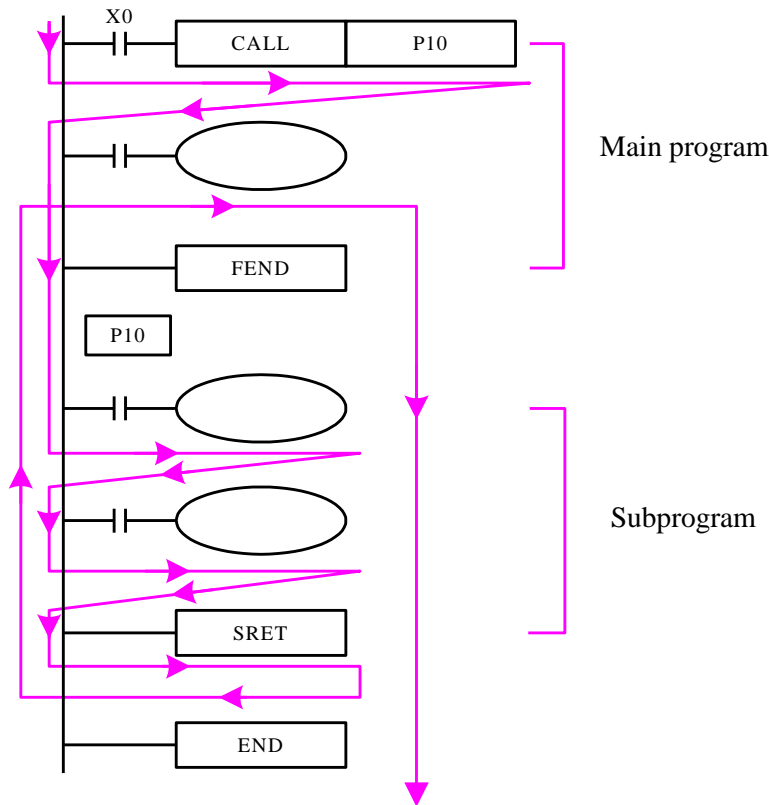 X0
CALL P10
Main program
FEND
P10
Subprogram
SRET
END